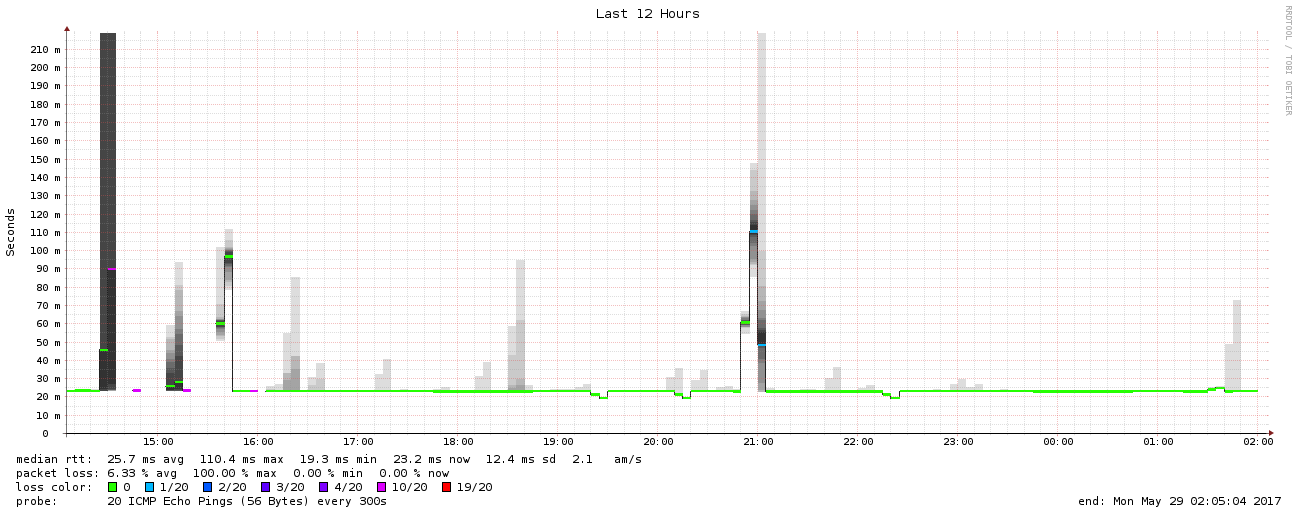 Last 12 Hours
RRDTOOL / TOBI OETIKER
Seconds
210 m
200 m
190 m
180 m
170 m
160 m
150 m
140 m
130 m
120 m
110 m
100 m
90 m
80 m
70 m
60 m
50 m
40 m
30 m
20 m
10 m
0
15:00 16:00 17:00 18:00 19:00 20:00 21:00 22:00 23:00 00:00 01:00 02:00
median rtt: 25.7 ms avg 110.4 ms max 19.3 ms min 23.2 ms now 12.4 ms sd 2.1 am/s
packet loss: 6.33 % avg 100.00 % max 0.00 % min 0.00 % now
loss color: 0 1/20 2/20 3/20 4/20 10/20 19/20
probe: 20 ICMP Echo Pings (56 Bytes) every 300s end: Mon May 29 02:05:04 2017